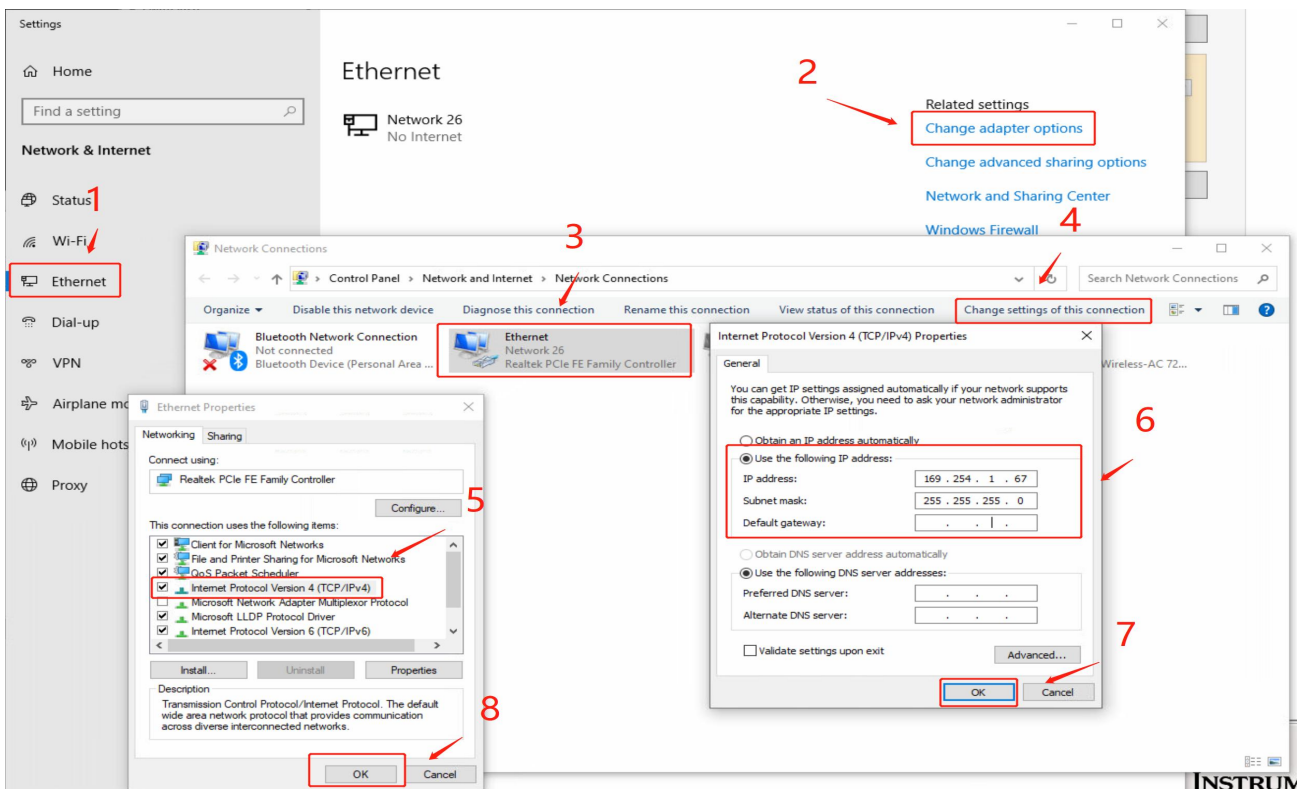 Settings
Home
Find a setting
Network & Internet
1
Status
Wi-Fi
Ethernet
Dial-up
VPN
Airplane mo
Mobile hots
Proxy
Ethernet
Network 26
No Internet
2
Related settings
Change adapter options
Change advanced sharing options
Network and Sharing Center
Windows Firewall
3
4
Network Connections
Control Panel > Network and Internet > Network Connections
Search Network Connections
Organize
Disable this network device
Diagnose this connection
Rename this connection
View status of this connection
Change settings of this connection
Bluetooth Network Connection
Not connected
Bluetooth Device (Personal Area ...
Ethernet
Network 26
Realtek PCIe FE Family Controller
Wireless-AC 72...
Ethernet Properties
Networking Sharing
Connect using:
Realtek PCIe FE Family Controller
Configure...
5
This connection uses the following items:
Client for Microsoft Networks
File and Printer Sharing for Microsoft Networks
QoS Packet Scheduler
Internet Protocol Version 4 (TCP/IPv4)
Microsoft Network Adapter Multiplexor Protocol
Microsoft LLDP Protocol Driver
Internet Protocol Version 6 (TCP/IPv6)
Install... Uninstall Properties
Description
Transmission Control Protocol/Internet Protocol. The default
wide area network protocol that provides communication
across diverse interconnected networks.
8
OK Cancel
Internet Protocol Version 4 (TCP/IPv4) Properties
General
You can get IP settings assigned automatically if your network supports
this capability. Otherwise, you need to ask your network administrator
for the appropriate IP settings.
6
Obtain an IP address automatically
Use the following IP address:
IP address: 169 . 254 . 1 . 67
Subnet mask: 255 . 255 . 255 . 0
Default gateway: . . .
Obtain DNS server address automatically
Use the following DNS server addresses:
Preferred DNS server: . . .
Alternate DNS server: . . .
7
Validate settings upon exit
Advanced...
OK Cancel
INSTRUM